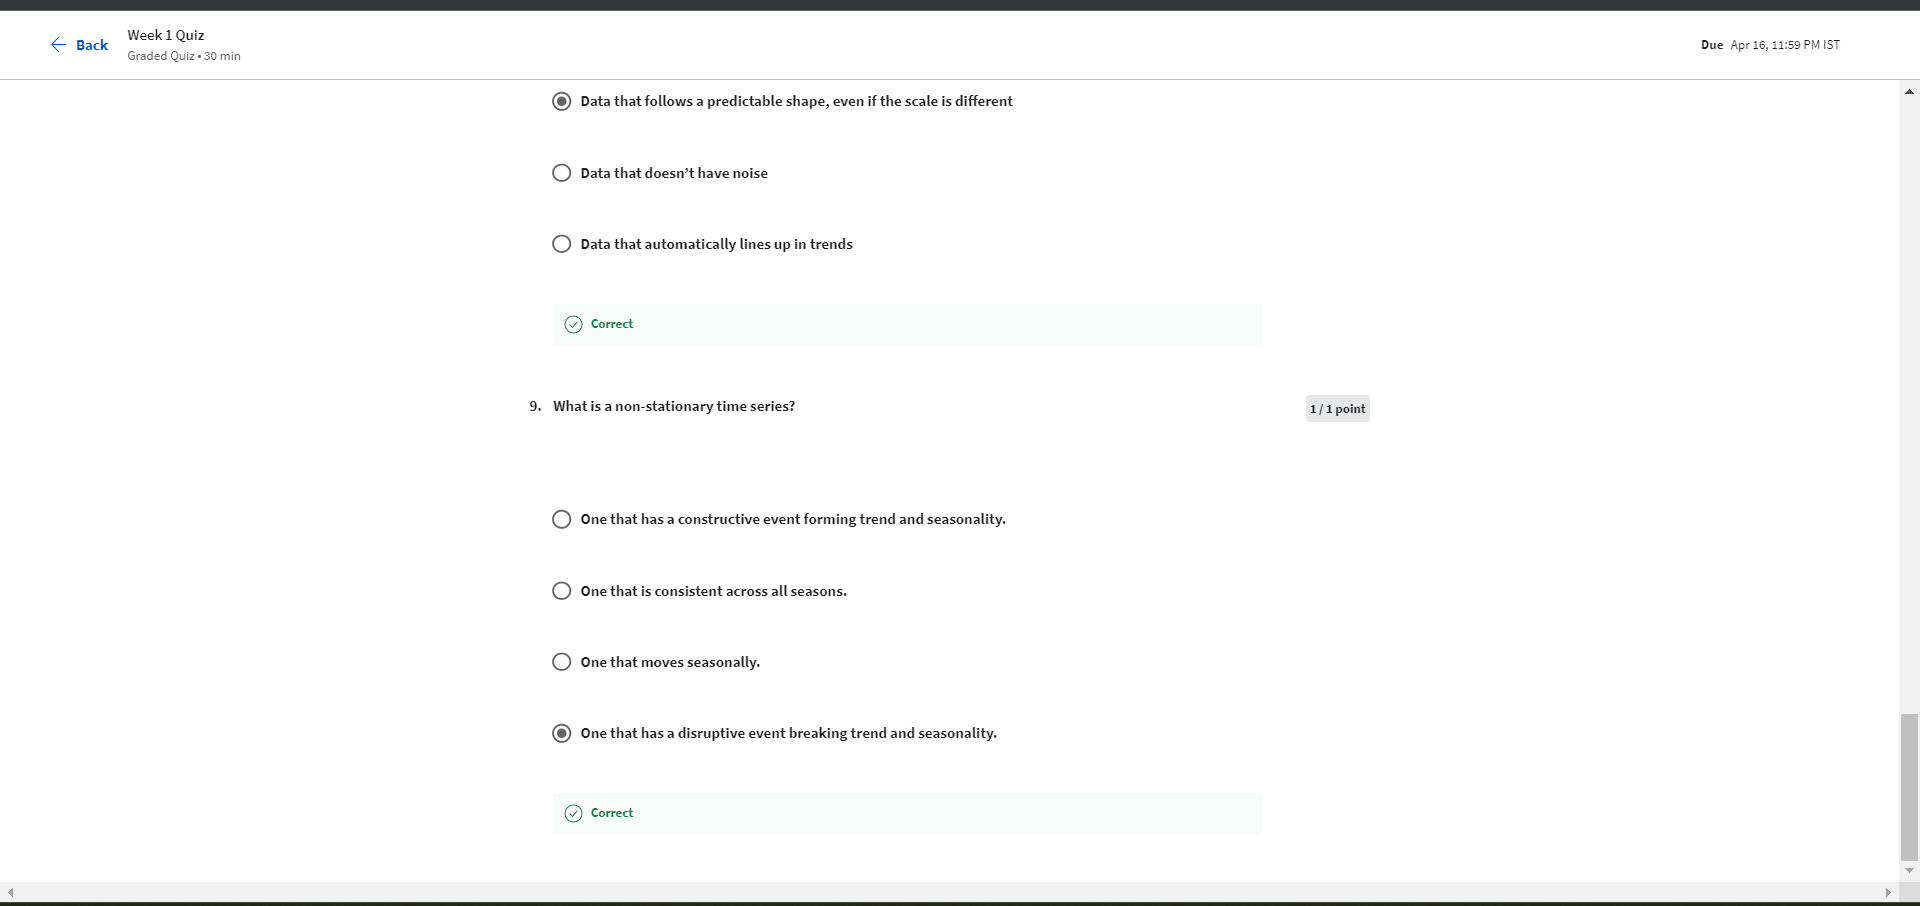 Back
Week 1 Quiz
Graded Quiz • 30 min
Due Apr 16, 11:59 PM IST
Data that follows a predictable shape, even if the scale is different
Data that doesn’t have noise
Data that automatically lines up in trends
Correct
9. What is a non-stationary time series?
1 / 1 point
One that has a constructive event forming trend and seasonality.
One that is consistent across all seasons.
One that moves seasonally.
One that has a disruptive event breaking trend and seasonality.
Correct